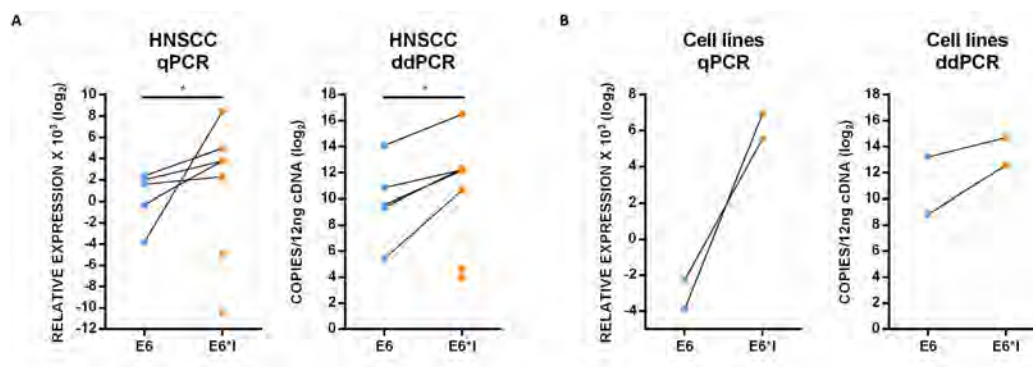 A
HNSCC
qPCR
*
RELATIVE EXPRESSION X 10³ (log₂)
10
8
6
4
2
0
-2
-4
-6
-8
-10
-12
E6
E6*I
HNSCC
ddPCR
*
COPIES/12ng cDNA (log₂)
18
16
14
12
10
8
6
4
2
0
E6
E6*I
B
Cell lines
qPCR
RELATIVE EXPRESSION X 10³ (log₂)
8
6
4
2
0
-2
-4
E6
E6*I
Cell lines
ddPCR
COPIES/12ng cDNA (log₂)
18
16
14
12
10
8
6
4
2
0
E6
E6*I